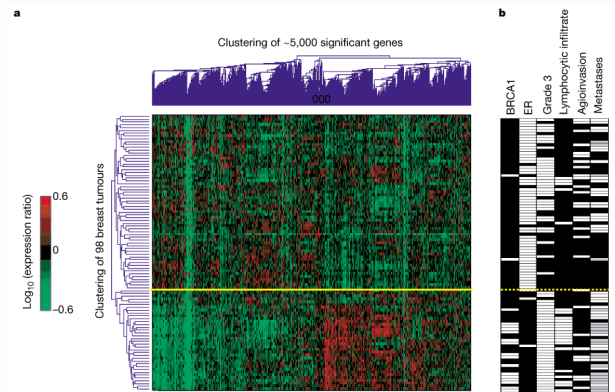 a
b
Clustering of ~5,000 significant genes
000
BRCA1
ER
Grade 3
Lymphocytic infiltrate
Agioinvasion
Metastases
Clustering of 98 breast tumours
Log10 (expression ratio)
0.6
0
−0.6